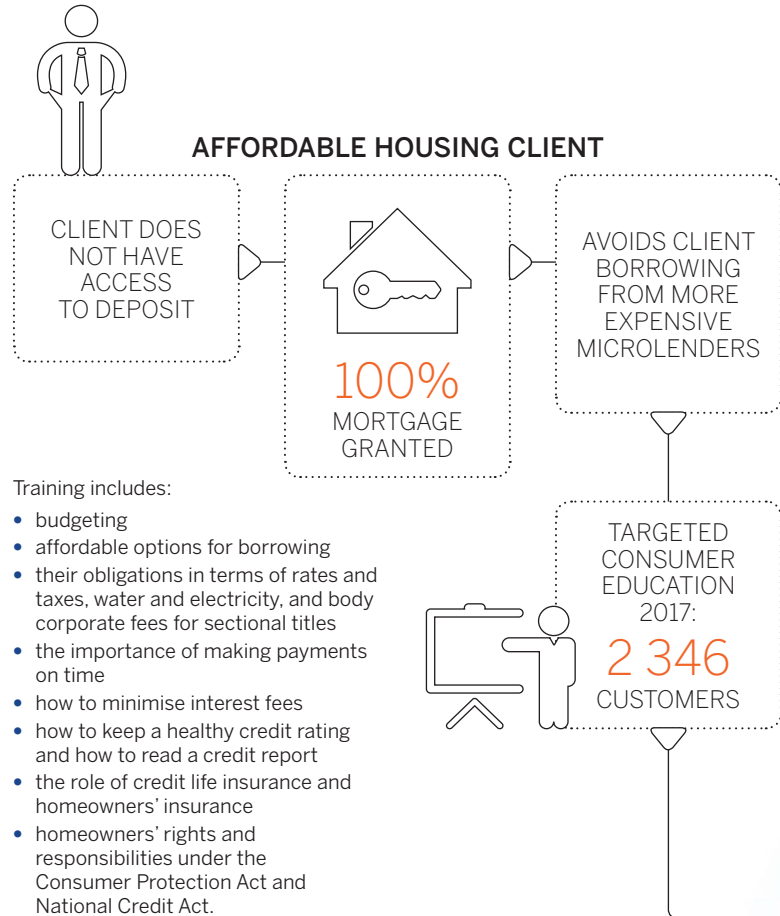 AFFORDABLE HOUSING CLIENT
CLIENT DOES
NOT HAVE
ACCESS
TO DEPOSIT
100%
MORTGAGE
GRANTED
AVOIDS CLIENT
BORROWING
FROM MORE
EXPENSIVE
MICROLENDERS
TARGETED
CONSUMER
EDUCATION
2017:
2 346
CUSTOMERS
Training includes:
• budgeting
• affordable options for borrowing
• their obligations in terms of rates and
taxes, water and electricity, and body
corporate fees for sectional titles
• the importance of making payments
on time
• how to minimise interest fees
• how to keep a healthy credit rating
and how to read a credit report
• the role of credit life insurance and
homeowners' insurance
• homeowners' rights and
responsibilities under the
Consumer Protection Act and
National Credit Act.